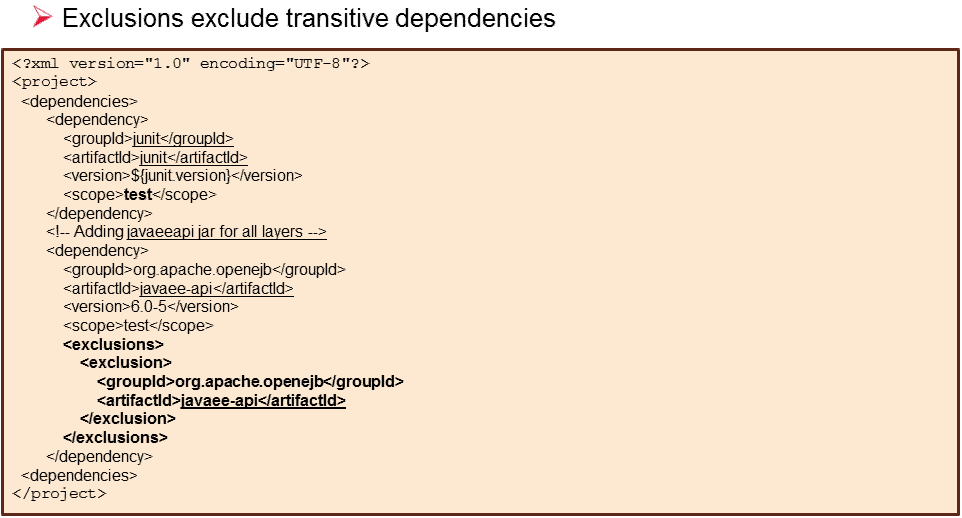 Exclusions exclude transitive dependencies
<?xml version="1.0" encoding="UTF-8"?>
<project>
<dependencies>
<dependency>
<groupId>junit</groupId>
<artifactId>junit</artifactId>
<version>${junit.version}</version>
<scope>test</scope>
</dependency>
<!-- Adding javaeeapi jar for all layers -->
<dependency>
<groupId>org.apache.openejb</groupId>
<artifactId>javaee-api</artifactId>
<version>6.0-5</version>
<scope>test</scope>
<exclusions>
<exclusion>
<groupId>org.apache.openejb</groupId>
<artifactId>javaee-api</artifactId>
</exclusion>
</exclusions>
</dependency>
<dependencies>
</project>